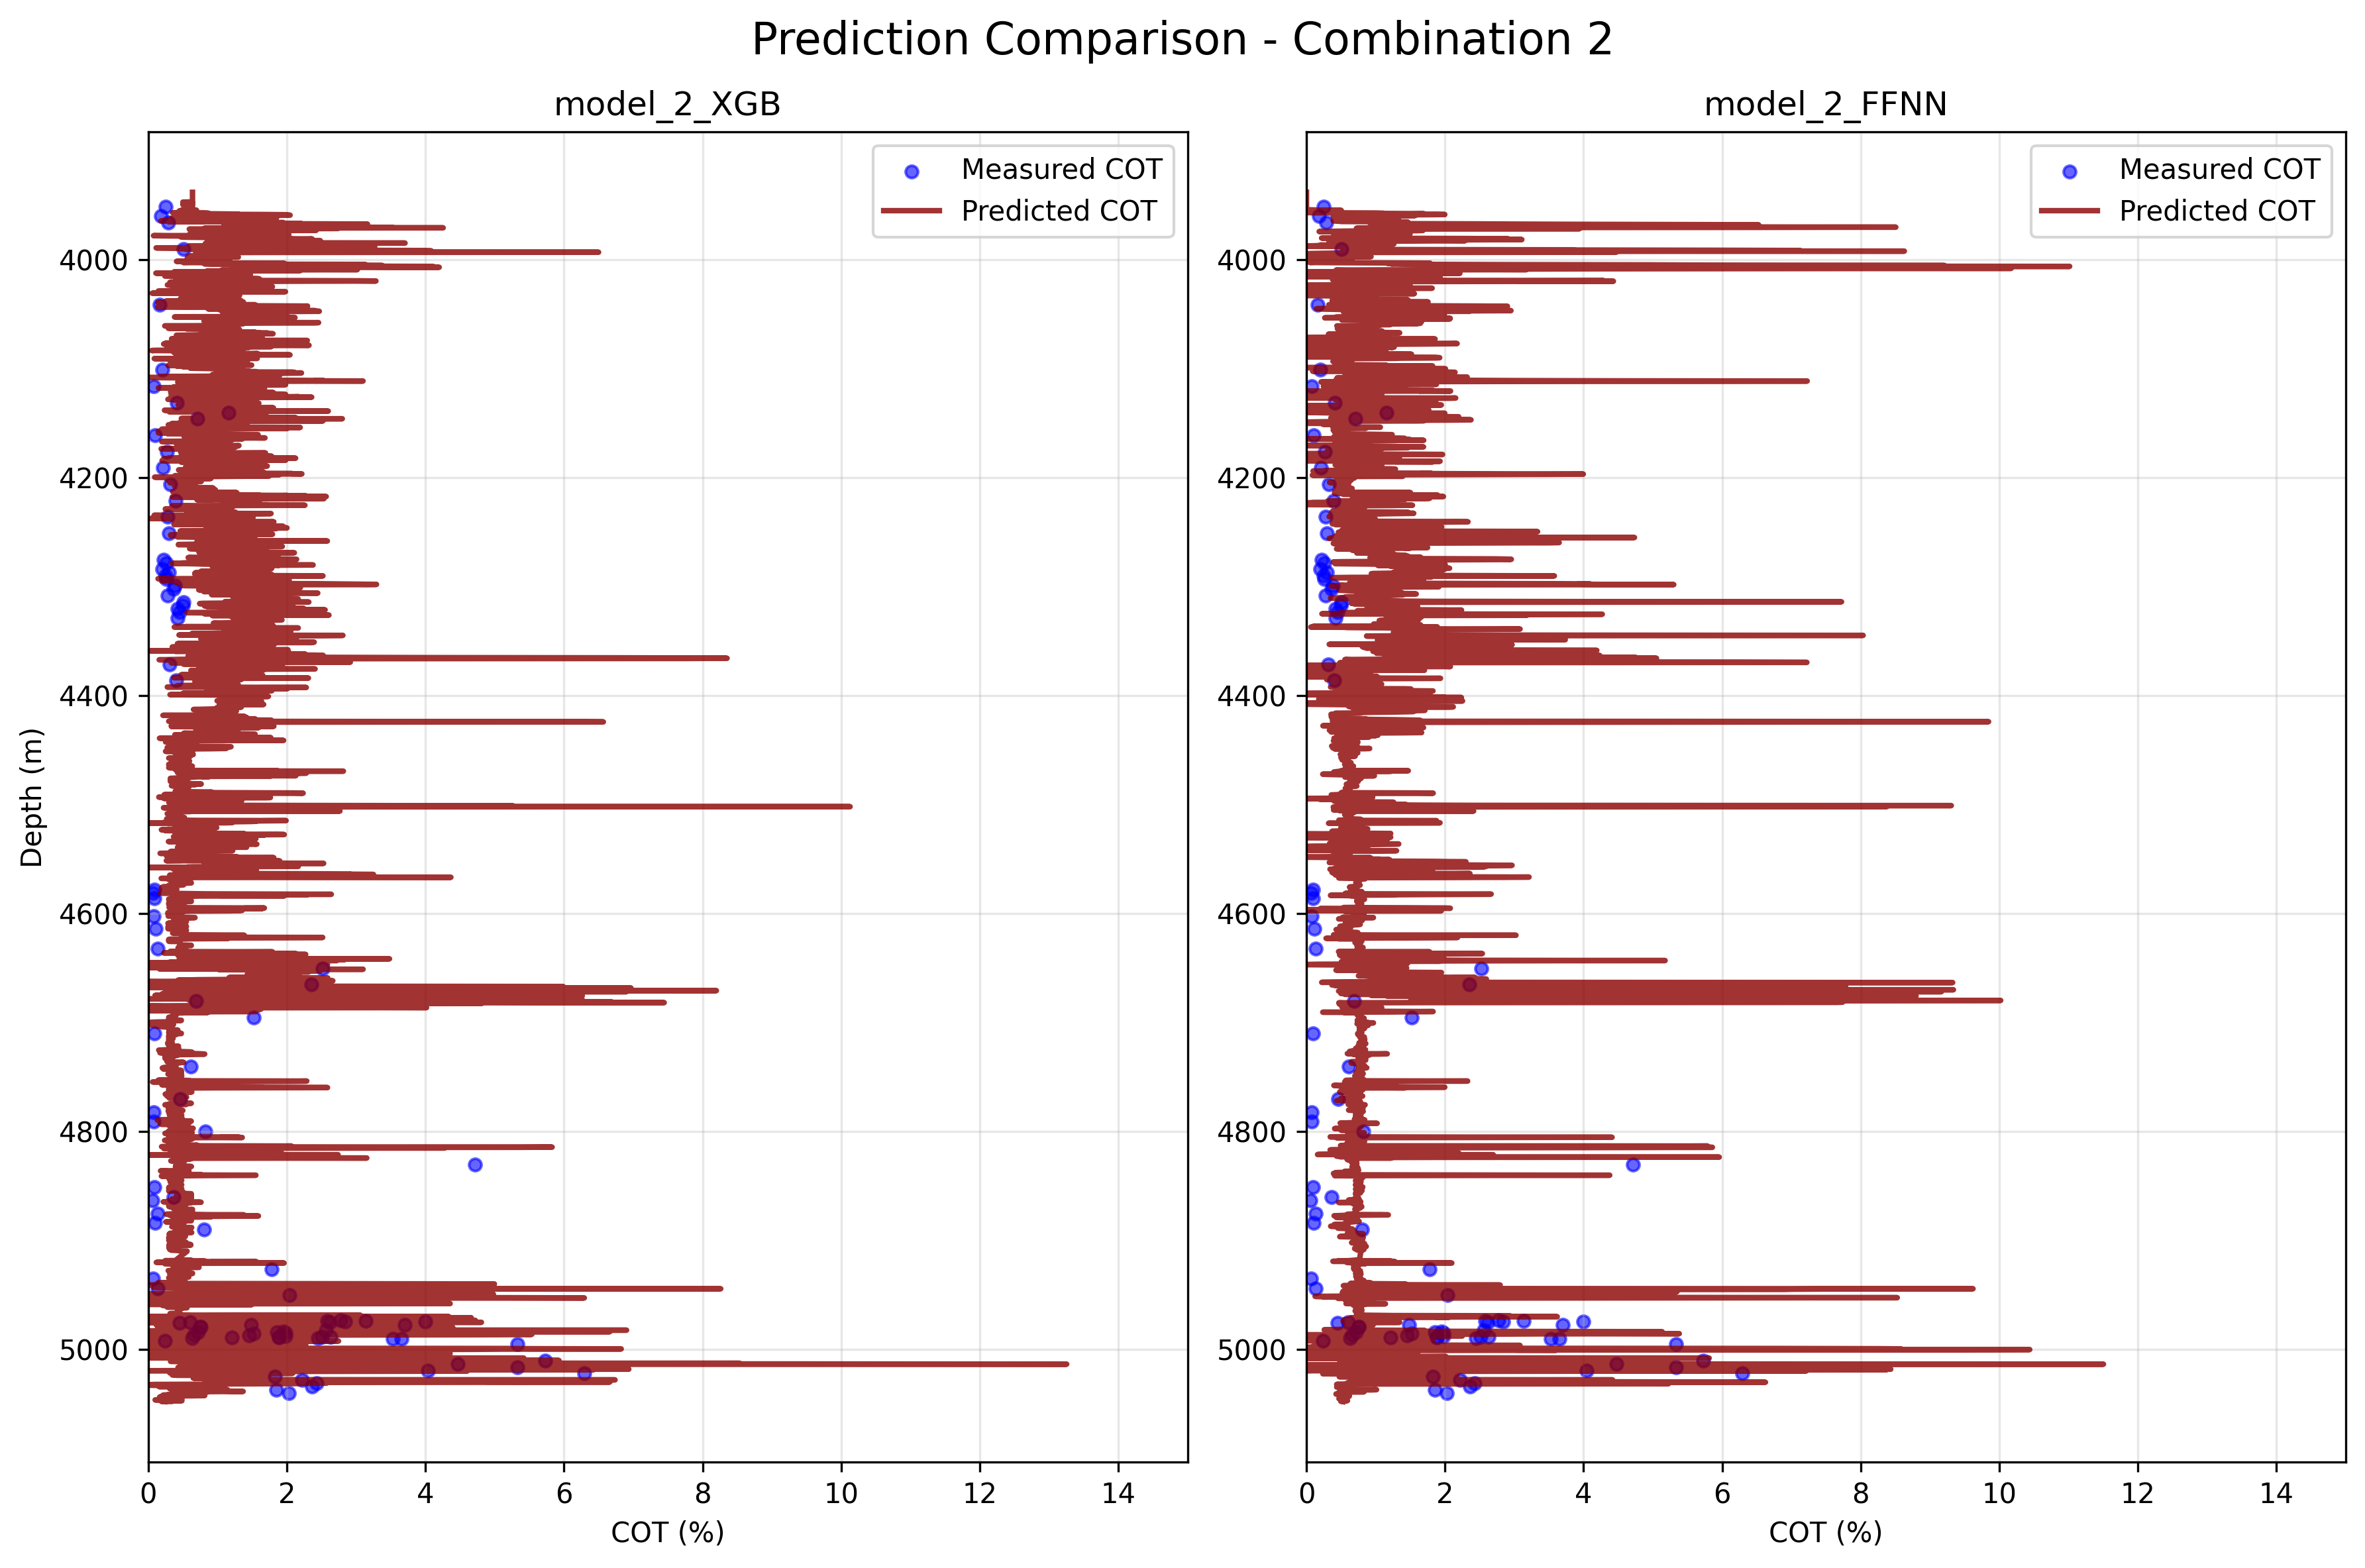 Prediction Comparison - Combination 2
model_2_XGB
Measured COT
Predicted COT
4000
4200
4400
4600
4800
5000
Depth (m)
0 2 4 6 8 10 12 14
COT (%)
model_2_FFNN
Measured COT
Predicted COT
4000
4200
4400
4600
4800
5000
0 2 4 6 8 10 12 14
COT (%)